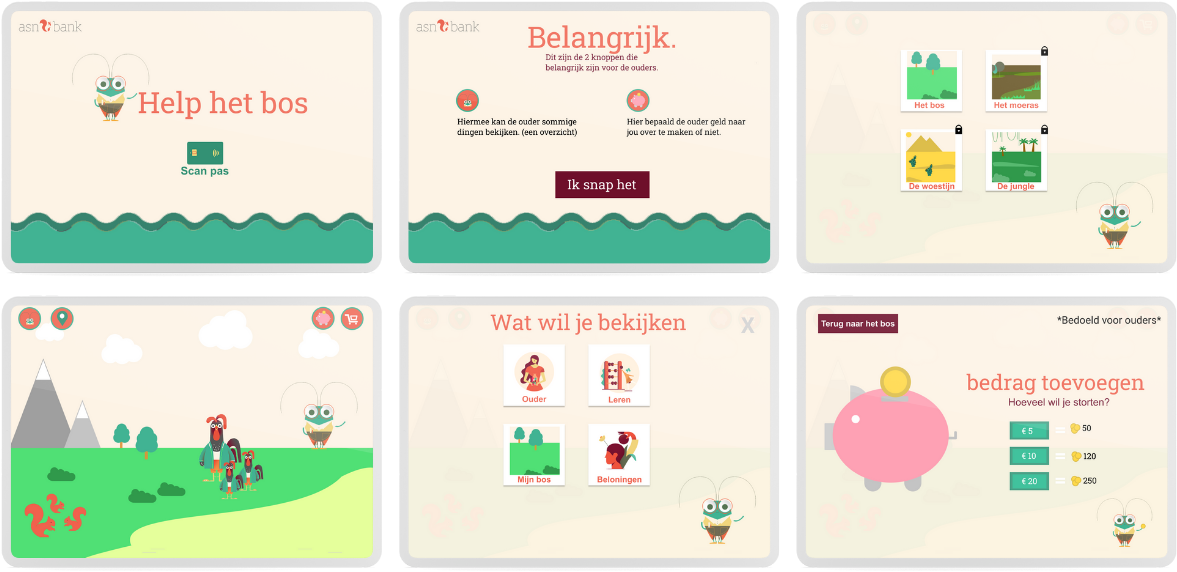 asn bank
Help het bos
Scan pas
asn bank
Belangrijk.
Dit zijn de 2 knoppen die
belangrijk zijn voor de ouders.
Hiermee kan de ouder sommige
dingen bekijken. (een overzicht)
Hier bepaald de ouder geld naar
jou over te maken of niet.
Ik snap het
Het bos
Het moeras
De woestijn
De jungle
Wat wil je bekijken
X
Ouder
Leren
Mijn bos
Beloningen
Terug naar het bos
*Bedoeld voor ouders*
bedrag toevoegen
Hoeveel wil je storten?
€ 5 = 50
€ 10 = 120
€ 20 = 250